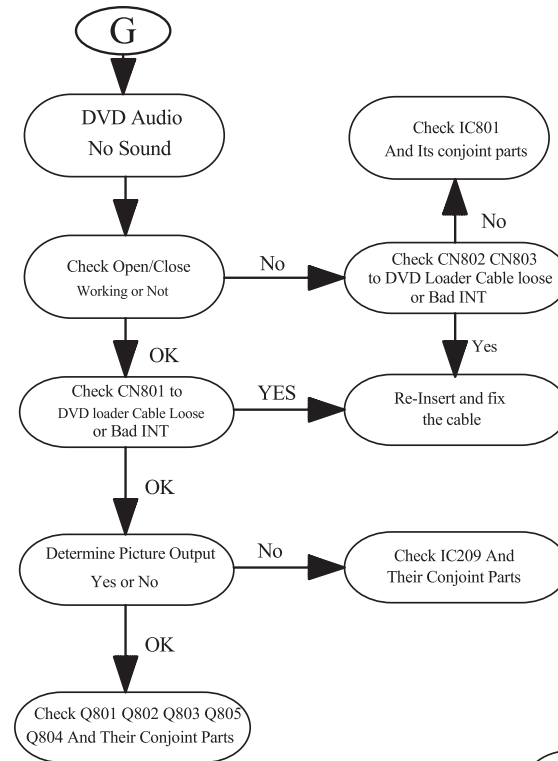 G
DVD Audio
No Sound
Check Open/Close
Working or Not
No
Check CN802 CN803
to DVD Loader Cable loose
or Bad INT
No
Check IC801
And Its conjoint parts
Yes
OK
Check CN801 to
DVD loader Cable Loose
or Bad INT
YES
Re-Insert and fix
the cable
OK
Determine Picture Output
Yes or No
No
Check IC209 And
Their Conjoint Parts
OK
Check Q801 Q802 Q803 Q805
Q804 And Their Conjoint Parts